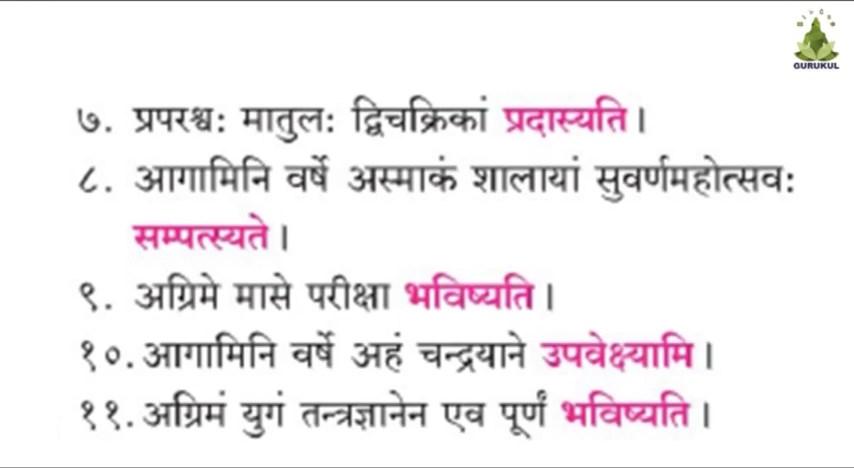 GURUKUL
७. प्रपरश्वः मातुलः द्विचक्रिकां प्रदास्यति।
८. आगामिनि वर्षे अस्माकं शालायां सुवर्णमहोत्सवः
सम्पत्स्यते।
९. अग्रिमे मासे परीक्षा भविष्यति।
१०. आगामिनि वर्षे अहं चन्द्रयाने उपवेक्ष्यामि।
११. अग्रिमं युगं तन्त्रज्ञानेन एव पूर्णं भविष्यति।